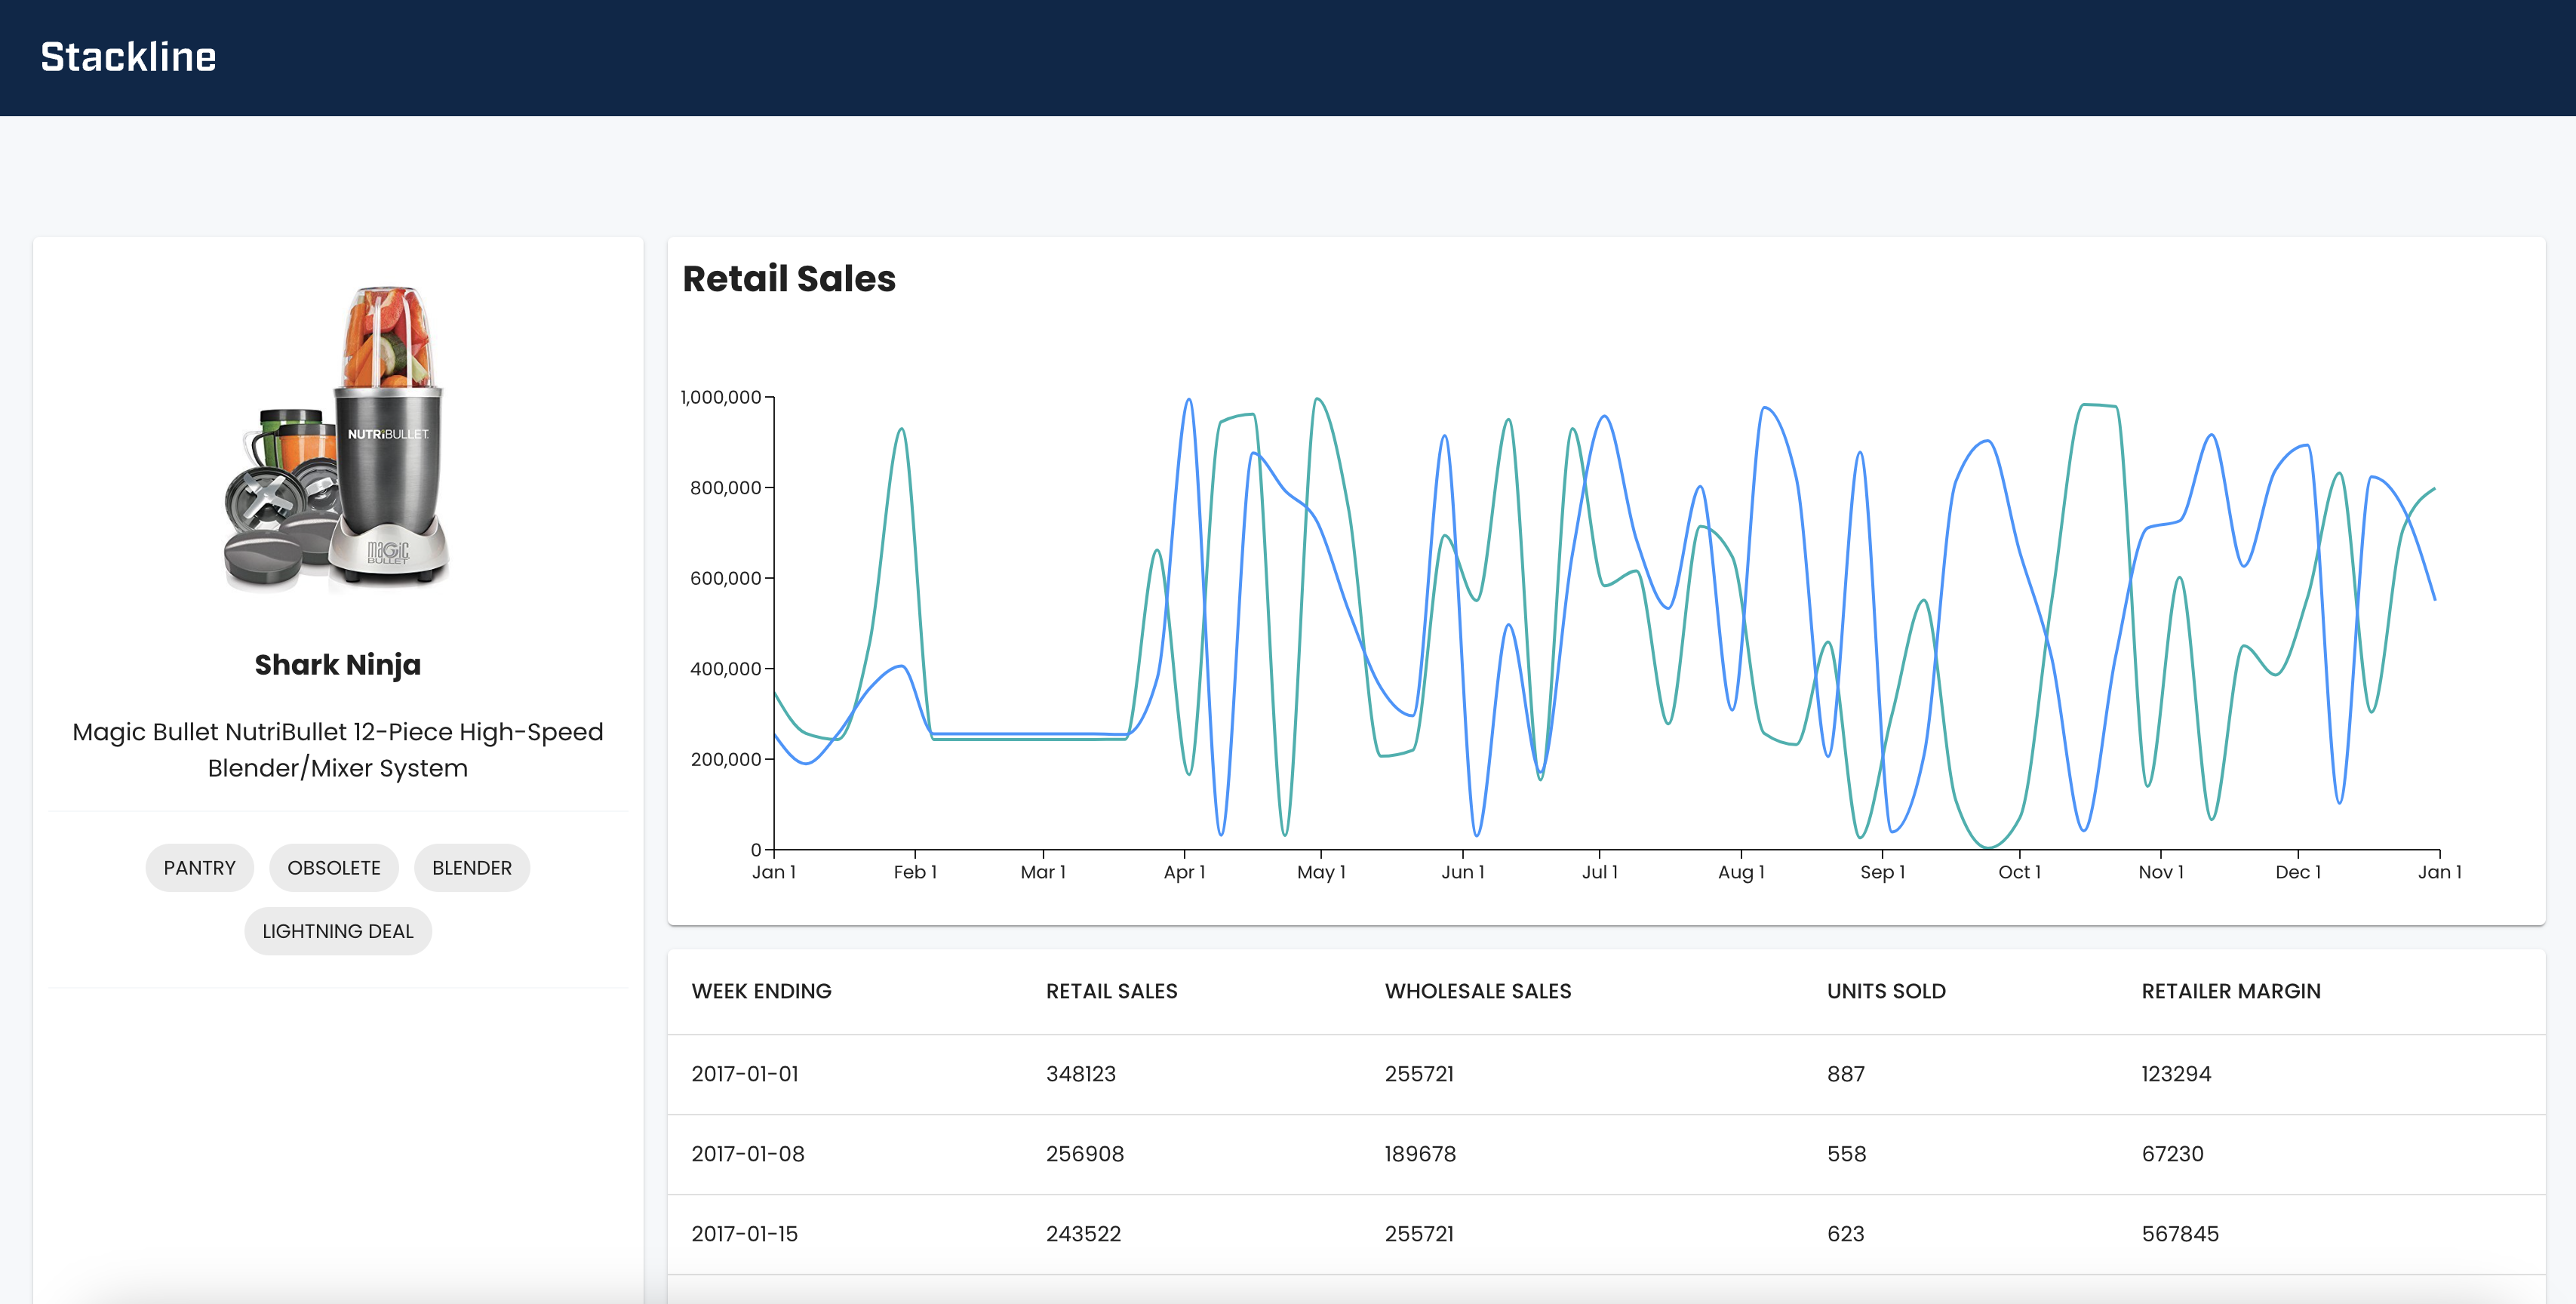 Stackline
NUTRiBULLET.
MAGIC
BULLET
Shark Ninja
Magic Bullet NutriBullet 12-Piece High-Speed
Blender/Mixer System
PANTRY OBSOLETE BLENDER
LIGHTNING DEAL
Retail Sales
1,000,000
800,000
600,000
400,000
200,000
0
Jan 1 Feb 1 Mar 1 Apr 1 May 1 Jun 1 Jul 1 Aug 1 Sep 1 Oct 1 Nov 1 Dec 1 Jan 1
WEEK ENDING RETAIL SALES WHOLESALE SALES UNITS SOLD RETAILER MARGIN
2017-01-01 348123 255721 887 123294
2017-01-08 256908 189678 558 67230
2017-01-15 243522 255721 623 567845